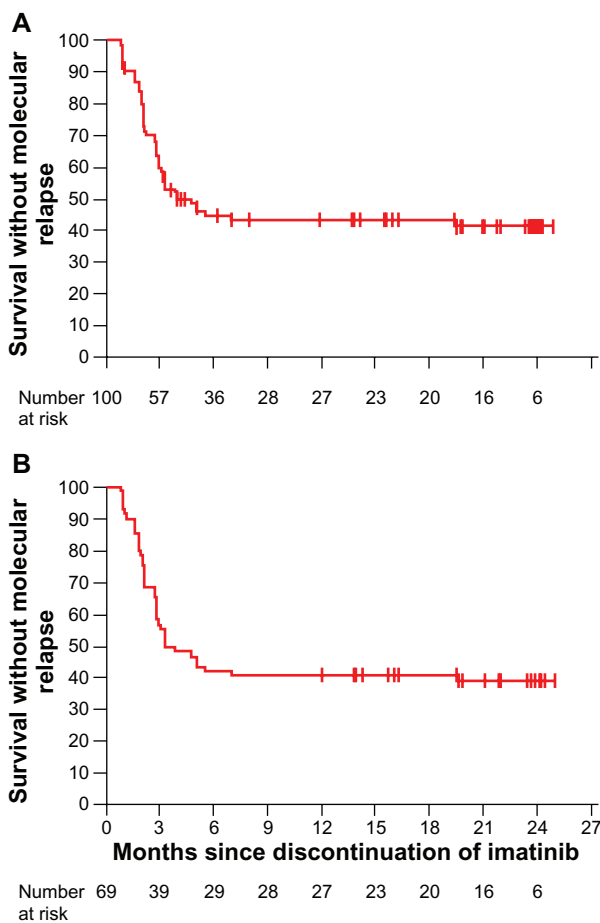 A
Survival without molecular
relapse
100
90
80
70
60
50
40
30
20
10
0
Number 100 57 36 28 27 23 20 16 6
at risk
B
Survival without molecular
relapse
100
90
80
70
60
50
40
30
20
10
0
0 3 6 9 12 15 18 21 24 27
Months since discontinuation of imatinib
Number 69 39 29 28 27 23 20 16 6
at risk